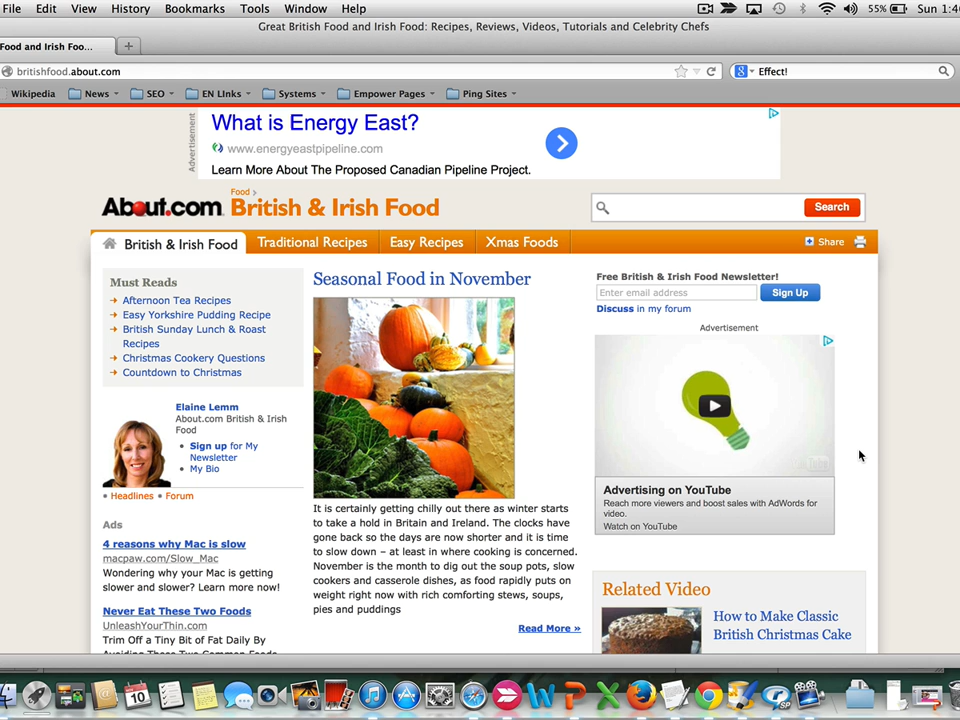 File Edit View History Bookmarks Tools Window Help 55% Sun 1:4
Great British Food and Irish Food: Recipes, Reviews, Videos, Tutorials and Celebrity Chefs
Food and Irish Foo...
britishfood.about.com
Effect!
Wikipedia News SEO EN LInks Systems Empower Pages Ping Sites
Advertisement
What is Energy East?
www.energyeastpipeline.com
Learn More About The Proposed Canadian Pipeline Project.
Food
About.com British & Irish Food
Search
British & Irish Food Traditional Recipes Easy Recipes Xmas Foods Share
Must Reads
Afternoon Tea Recipes
Easy Yorkshire Pudding Recipe
British Sunday Lunch & Roast
Recipes
Christmas Cookery Questions
Countdown to Christmas
Elaine Lemm
About.com British & Irish
Food
Sign up for My
Newsletter
My Bio
Headlines Forum
Ads
4 reasons why Mac is slow
macpaw.com/Slow_Mac
Wondering why your Mac is getting
slower and slower? Learn more now!
Never Eat These Two Foods
UnleashYourThin.com
Trim Off a Tiny Bit of Fat Daily By
Avoiding These Two Common Foods
Seasonal Food in November
It is certainly getting chilly out there as winter starts
to take a hold in Britain and Ireland. The clocks have
gone back so the days are now shorter and it is time
to slow down – at least in where cooking is concerned.
November is the month to dig out the soup pots, slow
cookers and casserole dishes, as food rapidly puts on
weight right now with rich comforting stews, soups,
pies and puddings
Read More »
Free British & Irish Food Newsletter!
Enter email address Sign Up
Discuss in my forum
Advertisement
Advertising on YouTube
Reach more viewers and boost sales with AdWords for
video.
Watch on YouTube
Related Video
How to Make Classic
British Christmas Cake
10